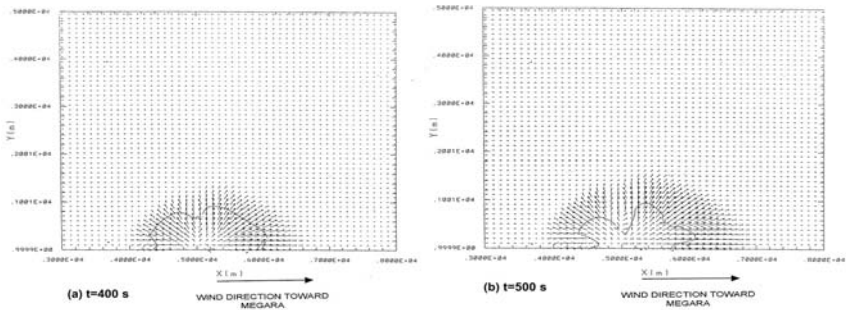 .5000E+04
.4000E+04
.3000E+04
Y(m)
.2001E+04
.1001E+04
.9999E+00
.3000E+04 .4000E+04 .5000E+04 .6000E+04 .7000E+04 .8000E+04
X(m)
(a) t=400 s
WIND DIRECTION TOWARD
MEGARA
.5000E+04
.4000E+04
.3000E+04
Y(m)
.2001E+04
.1001E+04
.9999E+00
.3000E+04 .4000E+04 .5000E+04 .6000E+04 .7000E+04 .8000E+04
X(m)
(b) t=500 s
WIND DIRECTION TOWARD
MEGARA